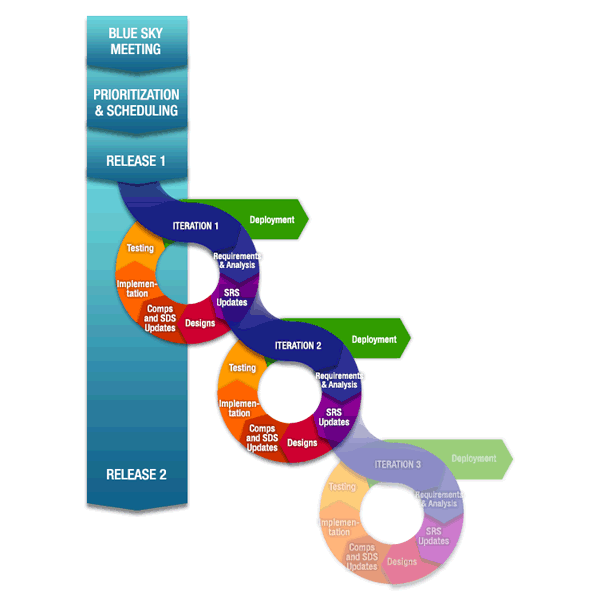 BLUE SKY
MEETING
PRIORITIZATION
& SCHEDULING
RELEASE 1
ITERATION 1
Deployment
Requirements
& Analysis
SRS
Updates
Designs
Comps
and SDS
Updates
Implemen-
tation
Testing
ITERATION 2
Deployment
Requirements
& Analysis
SRS
Updates
Designs
Comps
and SDS
Updates
Implemen-
tation
Testing
ITERATION 3
Deployment
Requirements
& Analysis
SRS
Updates
Designs
Comps
and SDS
Updates
Implemen-
tation
Testing
RELEASE 2